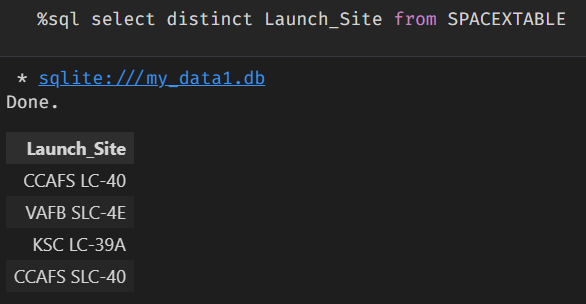 %sql select distinct Launch_Site from SPACEXTABLE
* sqlite:///my_data1.db
Done.
Launch_Site
CCAFS LC-40
VAFB SLC-4E
KSC LC-39A
CCAFS SLC-40